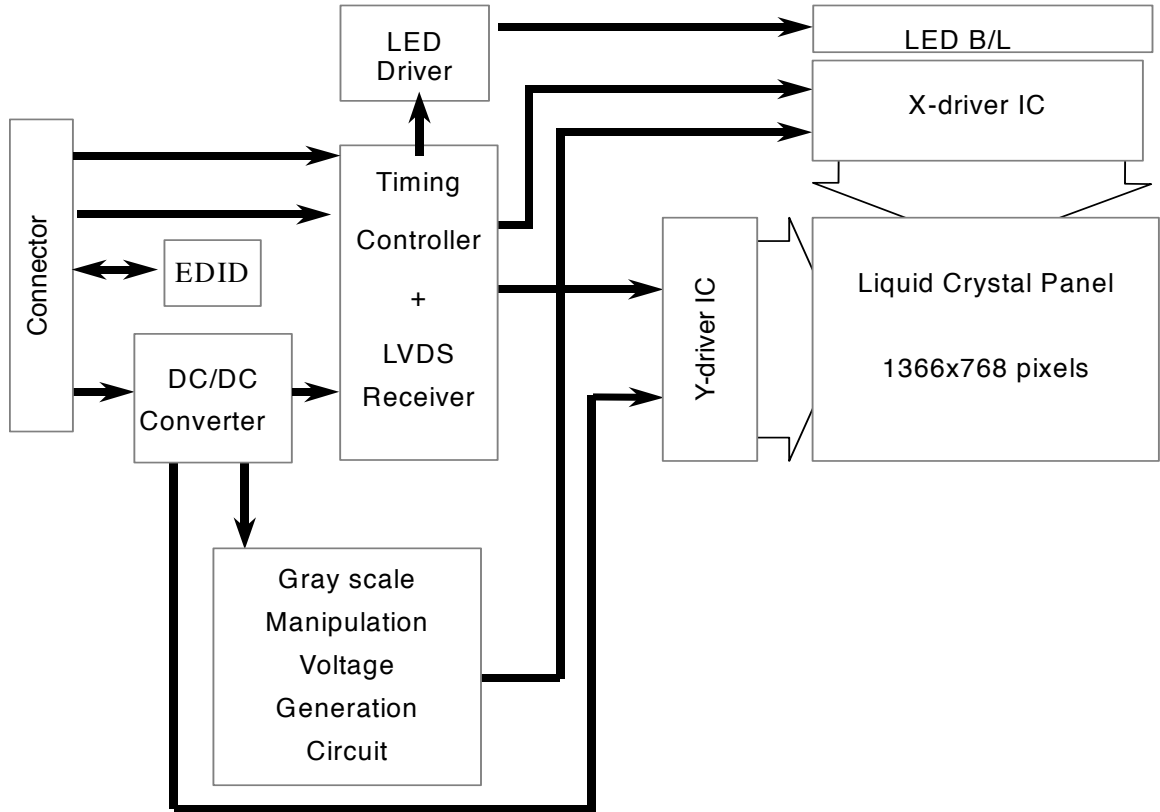 LED
Driver
LED B/L
X-driver IC
Connector
EDID
Timing
Controller
+
LVDS
Receiver
DC/DC
Converter
Y-driver IC
Liquid Crystal Panel
1366x768 pixels
Gray scale
Manipulation
Voltage
Generation
Circuit